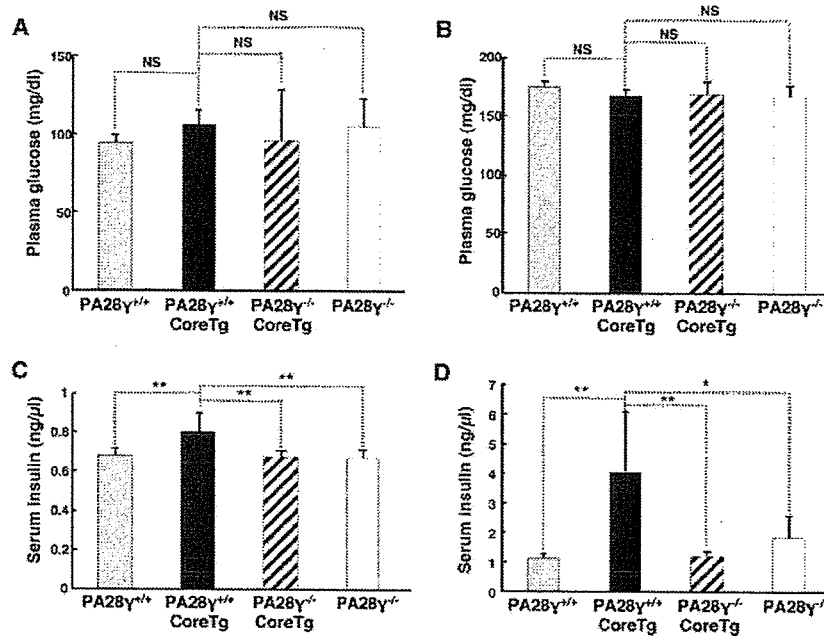 A
NS
NS
NS
150
100
50
0
Plasma glucose (mg/dl)
PA28γ+/+
PA28γ+/+
CoreTg
PA28γ-/-
CoreTg
PA28γ-/-
B
NS
NS
NS
200
150
100
50
0
Plasma glucose (mg/dl)
PA28γ+/+
PA28γ+/+
CoreTg
PA28γ-/-
CoreTg
PA28γ-/-
C
**
**
**
1
0.8
0.6
0.4
0.2
0
Serum insulin (ng/μl)
PA28γ+/+
PA28γ+/+
CoreTg
PA28γ-/-
CoreTg
PA28γ-/-
D
*
**
**
7
6
5
4
3
2
1
0
Serum insulin (ng/μl)
PA28γ+/+
PA28γ+/+
CoreTg
PA28γ-/-
CoreTg
PA28γ-/-